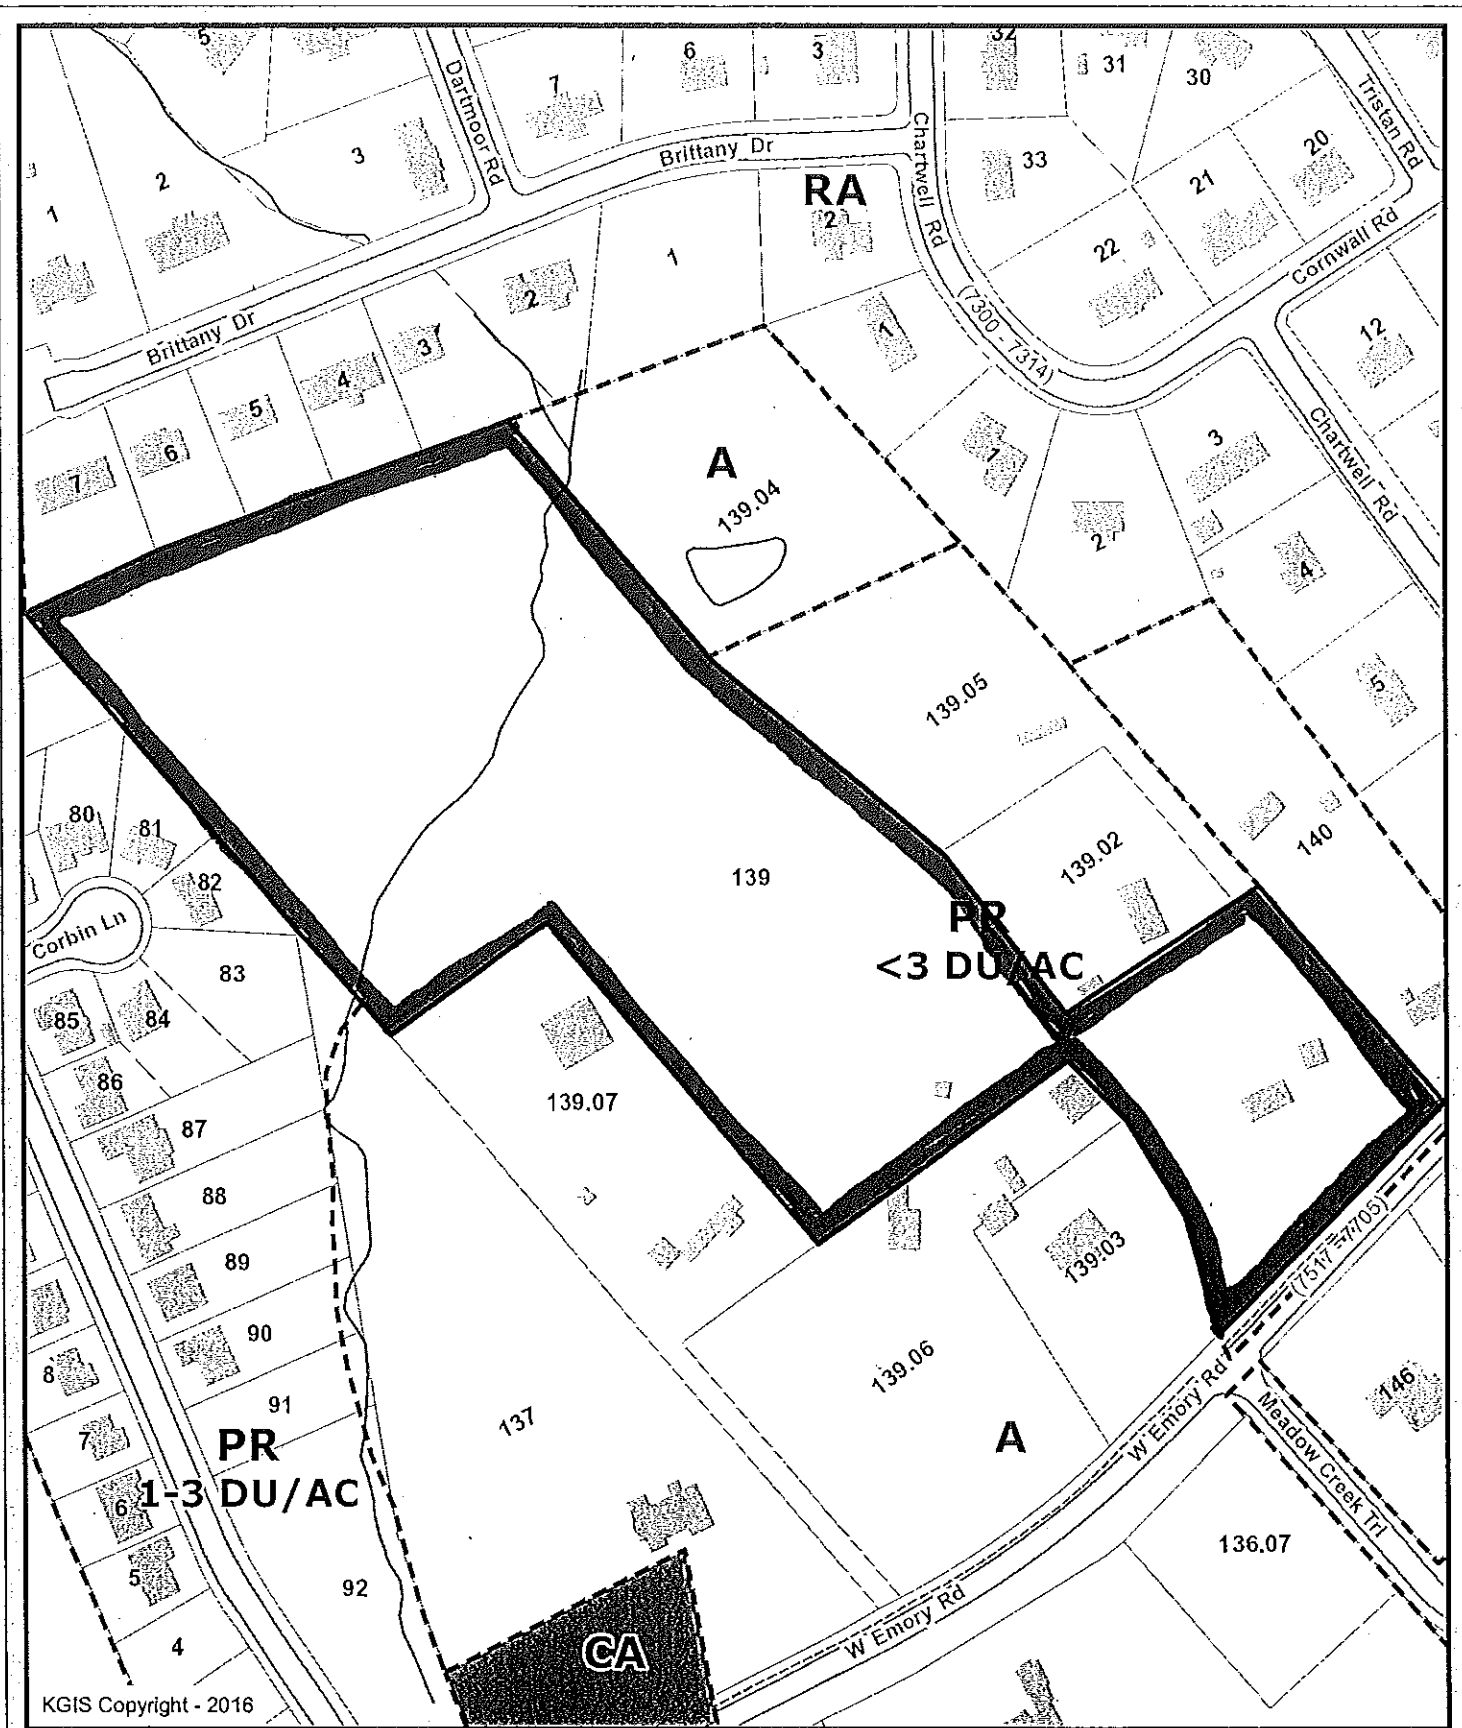 5
6
3
32
31
30
Dartmoor Rd
7
Tristan Rd
Chartwell Rd
Brittany Dr
3
33
20
2
21
RA
1
2
22
Cornwall Rd
1
2
(7300 - 7314)
Brittany Dr
1
12
3
4
5
Chartwell Rd
3
6
1
A
7
139.04
2
4
139.05
5
80
81
139.02
140
82
139
Corbin Ln
PR
<3 DU/AC
83
85
84
86
139.07
87
88
(7517 - 7705)
89
139.03
90
8
139.06
W Emory Rd
146
91
137
A
Meadow Creek Trl
7
PR
1-3 DU/AC
6
136.07
5
92
4
CA
W Emory Rd
KGIS Copyright - 2016